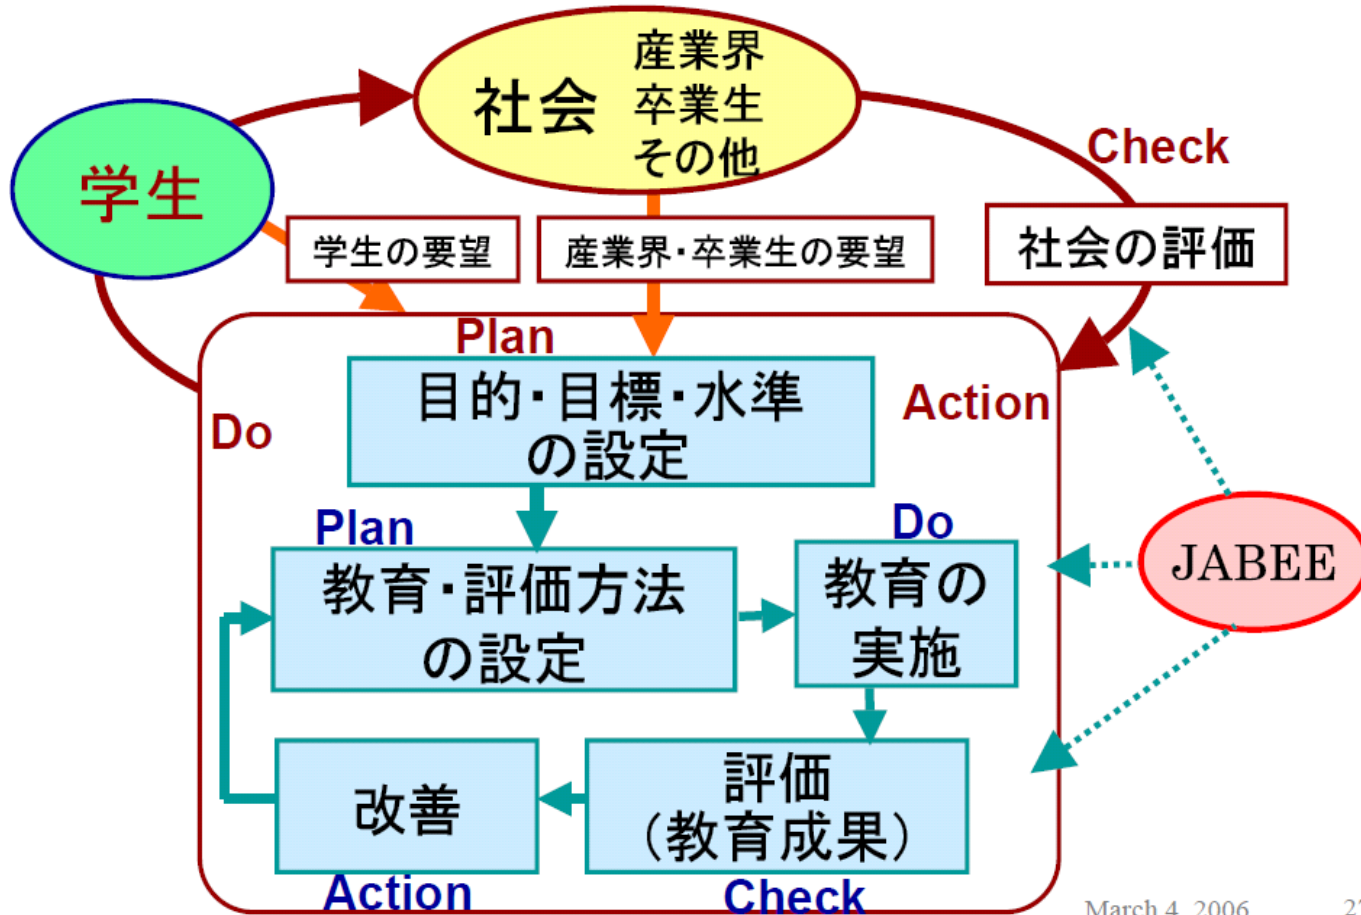 産業界
社会 卒業生
その他
Check
学生
学生の要望
産業界・卒業生の要望
社会の評価
Plan
目的・目標・水準
の設定
Action
Do
Plan
Do
教育・評価方法
の設定
教育の
実施
JABEE
改善
評価
(教育成果)
Action
Check
March 4, 2006